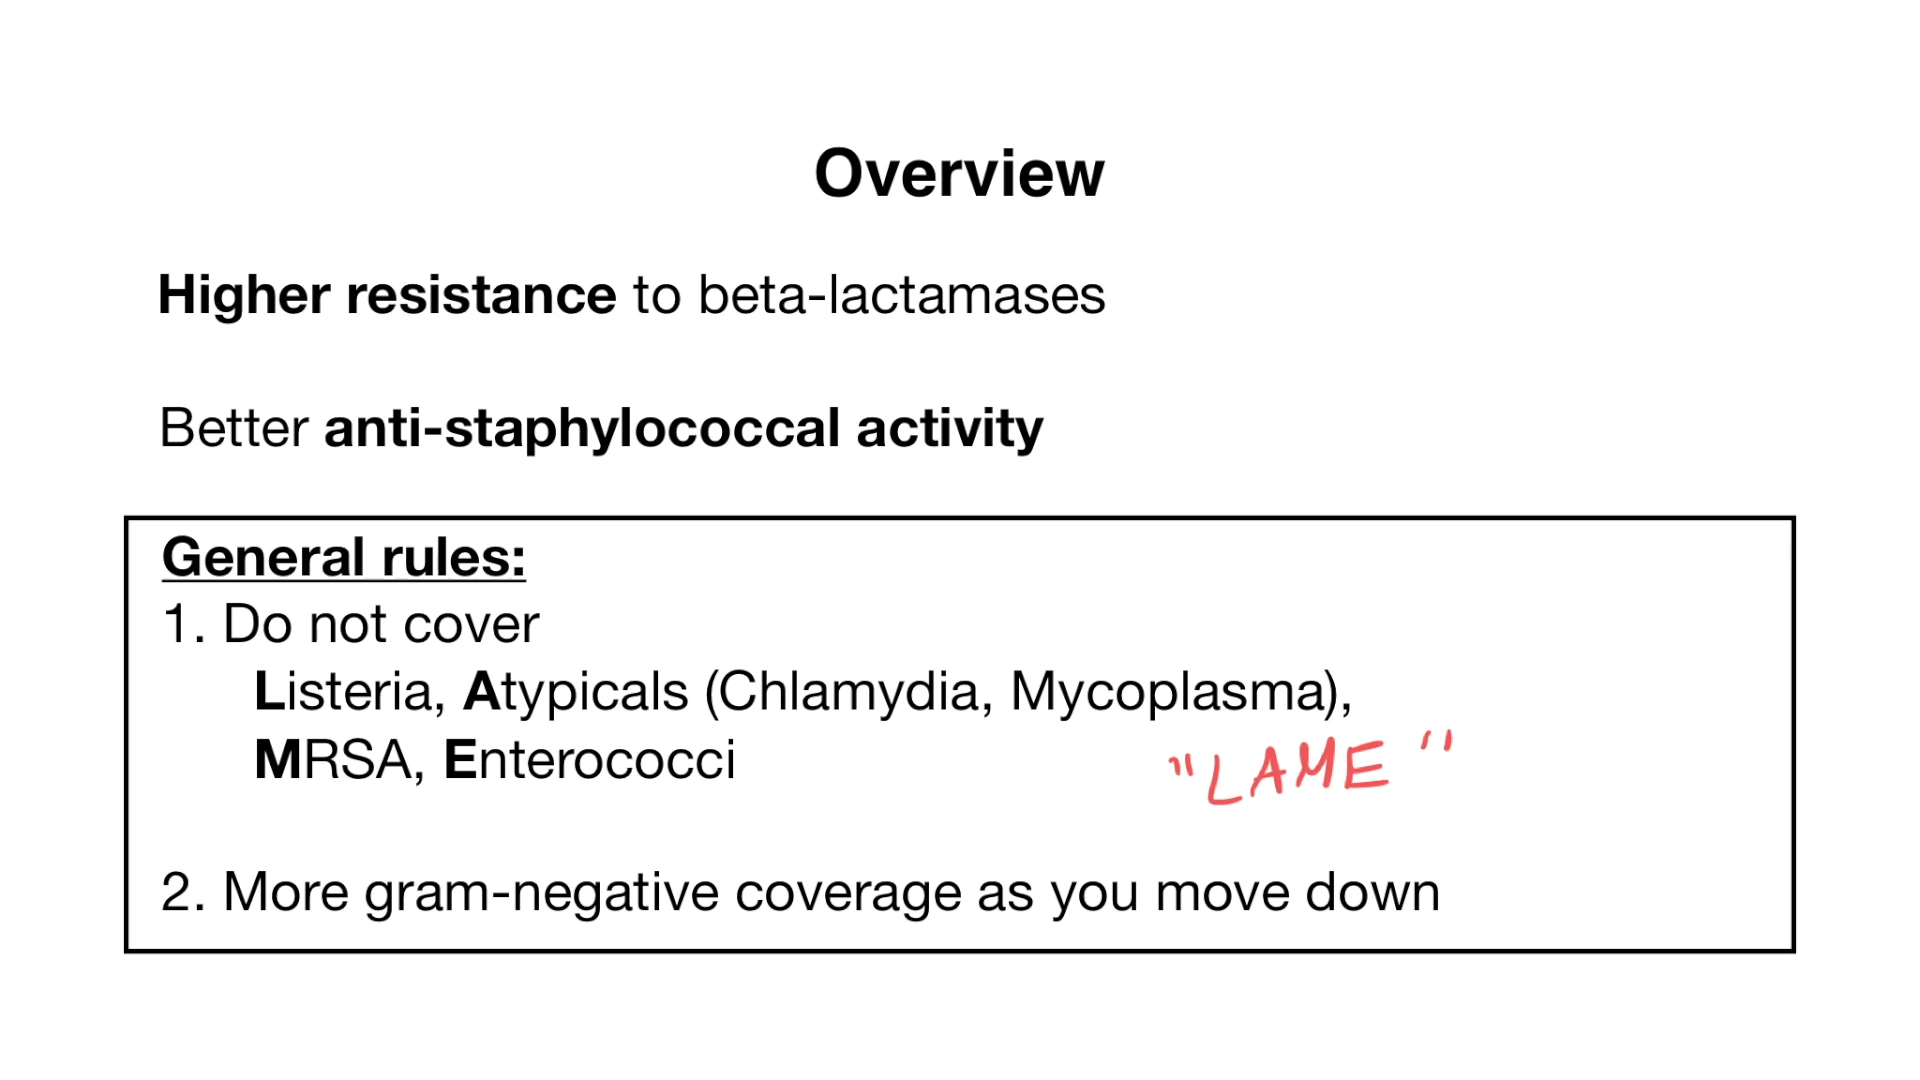 Overview
Higher resistance to beta-lactamases
Better anti-staphylococcal activity
General rules:
1. Do not cover
Listeria, Atypicals (Chlamydia, Mycoplasma),
MRSA, Enterococci
"LAME"
2. More gram-negative coverage as you move down